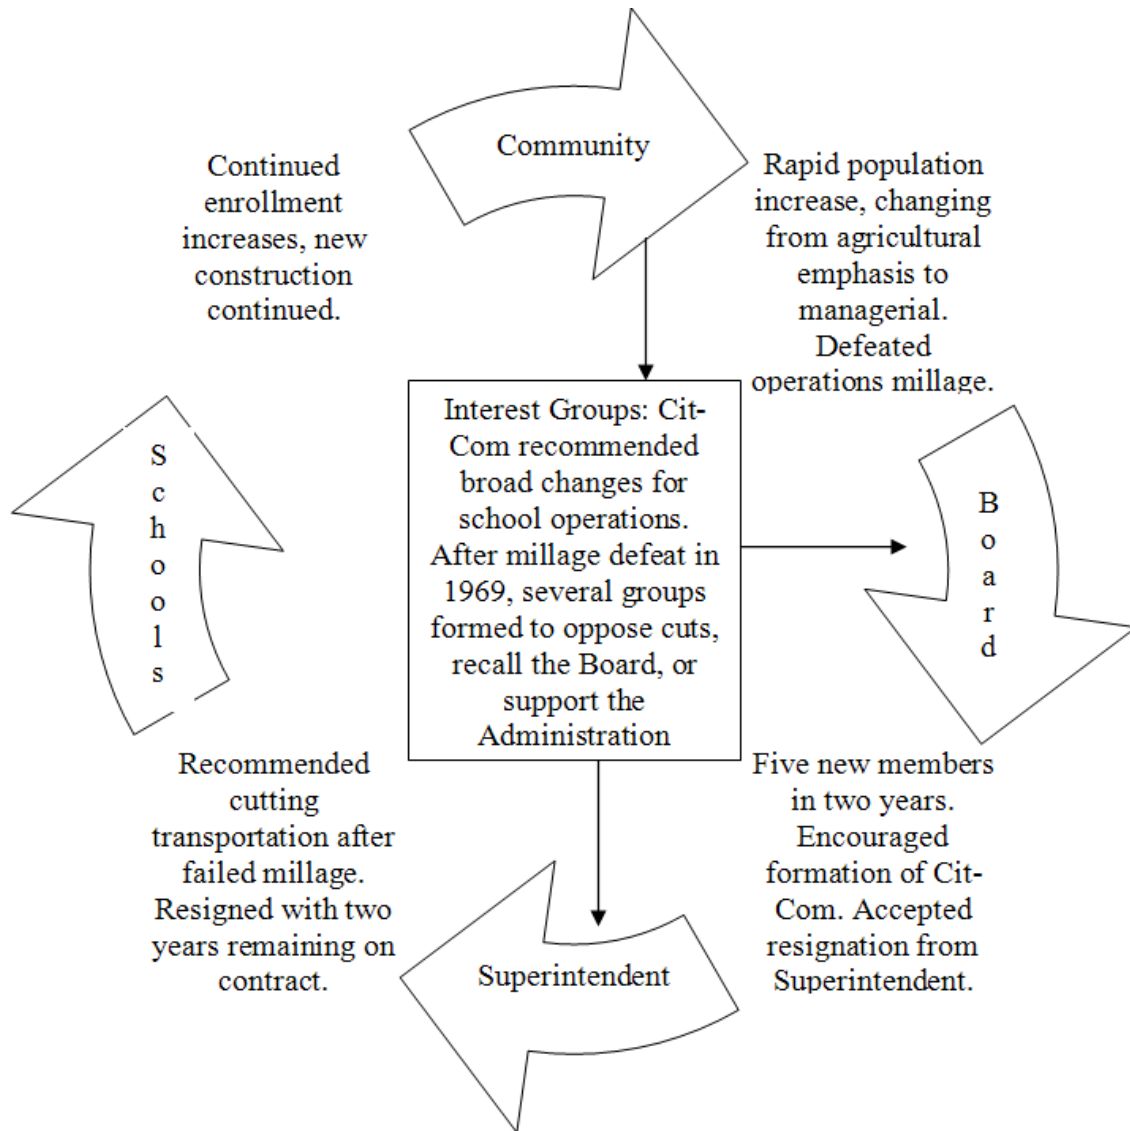 Community
Continued
enrollment
increases, new
construction
continued.
Rapid population
increase, changing
from agricultural
emphasis to
managerial.
Defeated
operations millage.
Interest Groups: Cit-
Com recommended
broad changes for
school operations.
After millage defeat in
1969, several groups
formed to oppose cuts,
recall the Board, or
support the
Administration
Schools
Board
Recommended
cutting
transportation after
failed millage.
Resigned with two
years remaining on
contract.
Five new members
in two years.
Encouraged
formation of Cit-
Com. Accepted
resignation from
Superintendent.
Superintendent